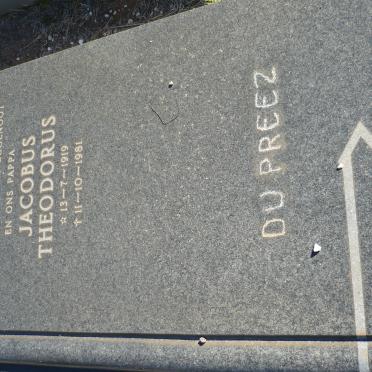 EN ONS PAPPA
JACOBUS
THEODORUS
☆ 13–7–1919
† 11–10–1981
DU PREEZ